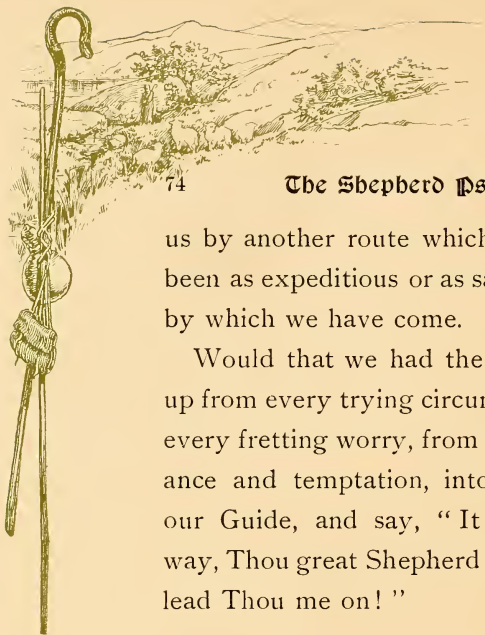 74 The Shepherd Ps
us by another route which
been as expeditious or as sa
by which we have come.
Would that we had the
up from every trying circum
every fretting worry, from
ance and temptation, into
our Guide, and say, “ It
way, Thou great Shepherd
lead Thou me on! ”